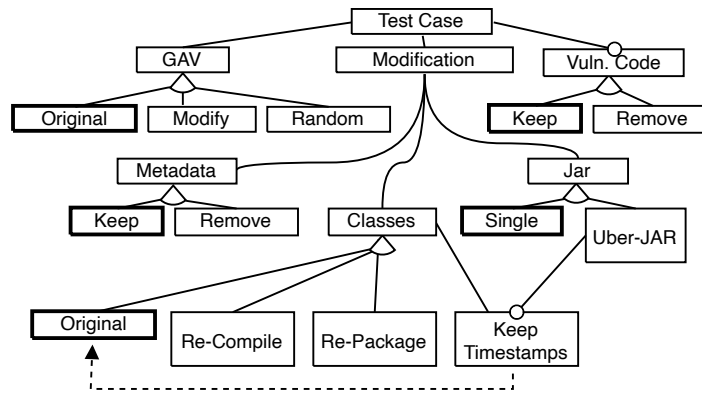 Test Case
GAV
Modification
Vuln. Code
Original
Modify
Random
Keep
Remove
Metadata
Jar
Keep
Remove
Classes
Single
Uber-JAR
Original
Re-Compile
Re-Package
Keep
Timestamps